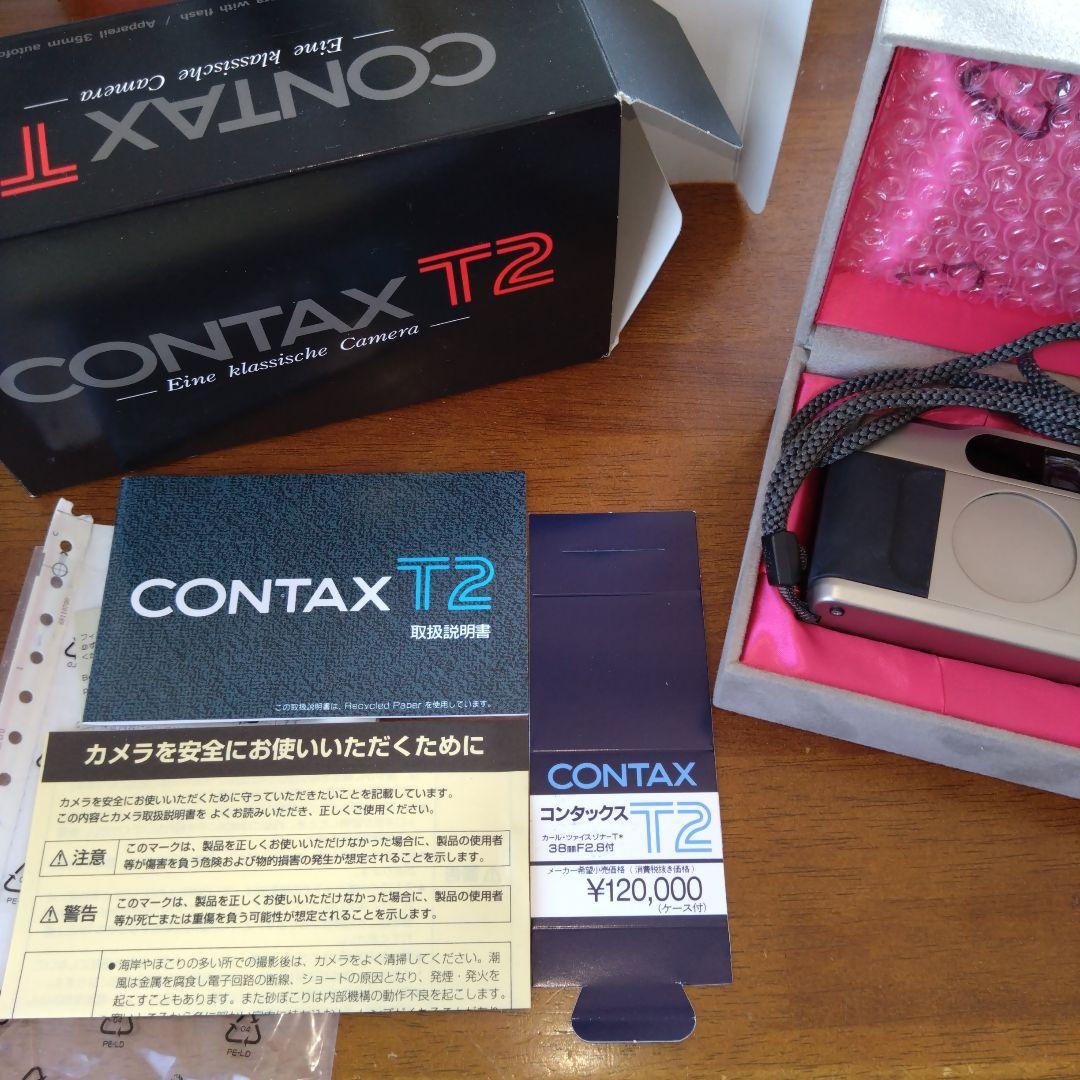 era with flash / Appareil 35mm autofo
— Eine klassische Camera —
CONTAX T
CONTAX T2
— Eine klassische Camera —
CONTAX T2
取扱説明書
この取扱説明書は、Recycled Paper を使用しています。
カメラを安全にお使いいただくために
カメラを安全にお使いいただくために守っていただきたいことを記載しています。
この内容とカメラ取扱説明書を よくお読みいただき、正しくご使用ください。
注意
このマークは、製品を正しくお使いいただけなかった場合に、製品の使用者
等が傷害を負う危険および物的損害の発生が想定されることを示します。
警告
このマークは、製品を正しくお使いいただけなかった場合に、製品の使用者
等が死亡または重傷を負う可能性が想定されることを示します。
●海岸やほこりの多い所での撮影後は、カメラをよく清掃してください。潮
風は金属を腐食し電子回路の断線、ショートの原因となり、発煙・発火を
起こすこともあります。また砂ぼこりは内部機構の動作不良を起こします。
CONTAX
コンタックス
T2
カール・ツァイス ゾナーT*
38mmF2.8付
メーカー希望小売価格(消費税抜き価格)
¥120,000
(ケース付)
04
PE-LD
04
PE-LD